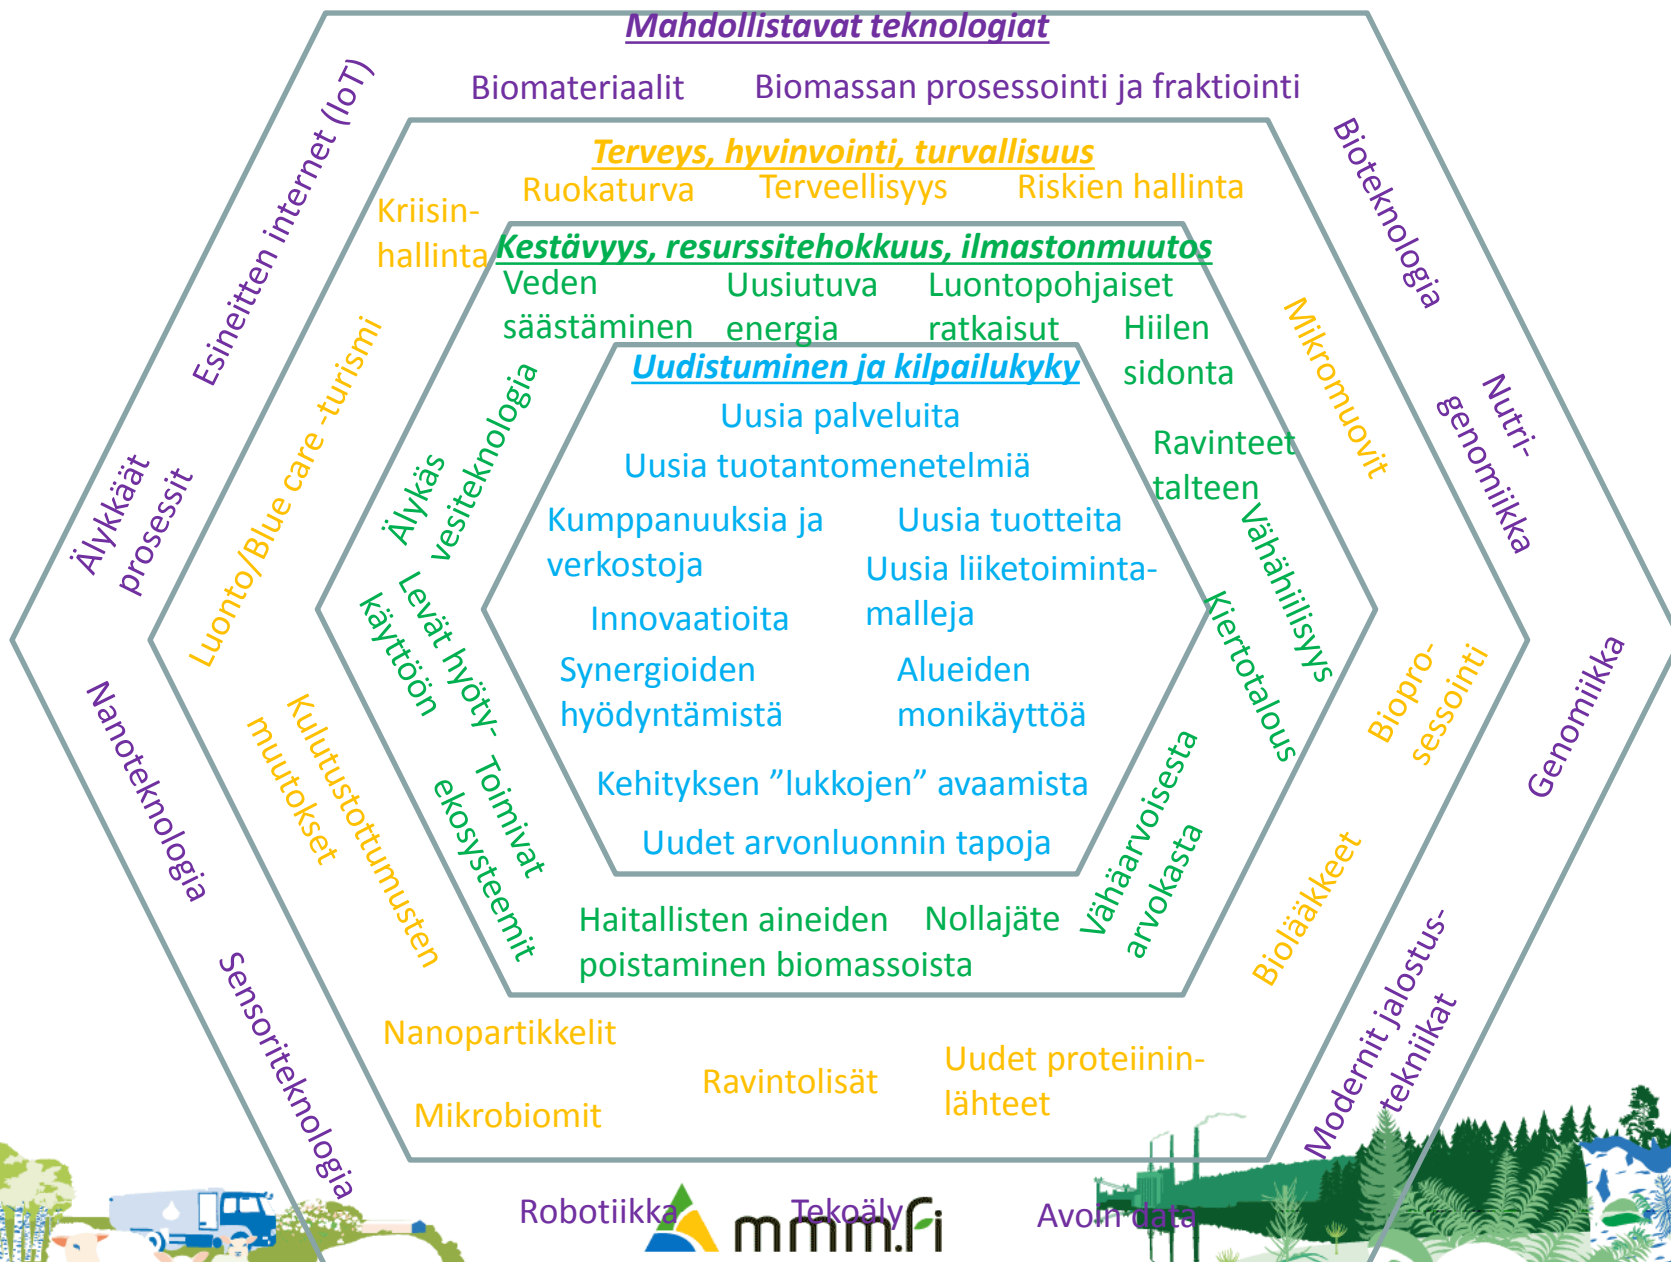 Mahdollistavat teknologiat
Biomateriaalit
Biomassan prosessointi ja fraktiointi
Bioteknologia
Nutri-
genomiikka
Genomiikka
Modernit jalostus-
tekniikat
Avoin data
Tekoäly
Robotiikka
Sensoriteknologia
Nanoteknologia
Älykkäät
prosessit
Esineitten internet (IoT)
Terveys, hyvinvointi, turvallisuus
Kriisin-
hallinta
Ruokaturva
Terveellisyys
Riskien hallinta
Mikromuovit
Biopro-
sessointi
Biolääkkeet
Uudet proteiinin-
lähteet
Ravintolisät
Nanopartikkelit
Mikrobiomit
Kulutustottumusten
muutokset
Luonto/Blue care -turismi
Kestävyys, resurssitehokkuus, ilmastonmuutos
Veden
säästäminen
Uusiutuva
energia
Luontopohjaiset
ratkaisut
Hiilen
sidonta
Ravinteet
talteen
Vähähiilisyys
Kiertotalous
Vähäarvoisesta
arvokasta
Nollajäte
Haitallisten aineiden
poistaminen biomassoista
Toimivat
ekosysteemit
Levät hyöty-
käyttöön
Älykäs
vesiteknologia
Uudistuminen ja kilpailukyky
Uusia palveluita
Uusia tuotantomenetelmiä
Kumppanuuksia ja
verkostoja
Uusia tuotteita
Uusia liiketoiminta-
malleja
Innovaatioita
Synergioiden
hyödyntämistä
Alueiden
monikäyttöä
Kehityksen ”lukkojen” avaamista
Uudet arvonluonnin tapoja
mmm.fi